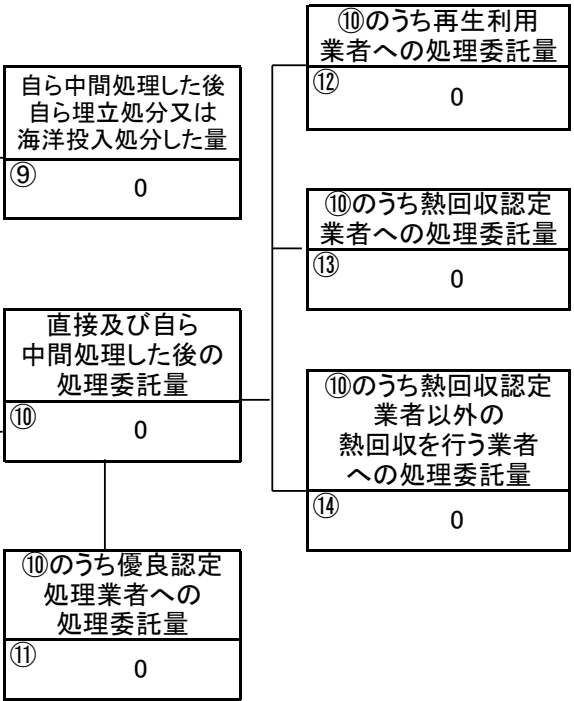 自ら中間処理した後
自ら埋立処分又は
海洋投入処分した量
⑨
0
直接及び自ら
中間処理した後の
処理委託量
⑩
0
⑩のうち優良認定
処理業者への
処理委託量
⑪
0
⑩のうち再生利用
業者への処理委託量
⑫
0
⑩のうち熱回収認定
業者への処理委託量
⑬
0
⑩のうち熱回収認定
業者以外の
熱回収を行う業者
への処理委託量
⑭
0